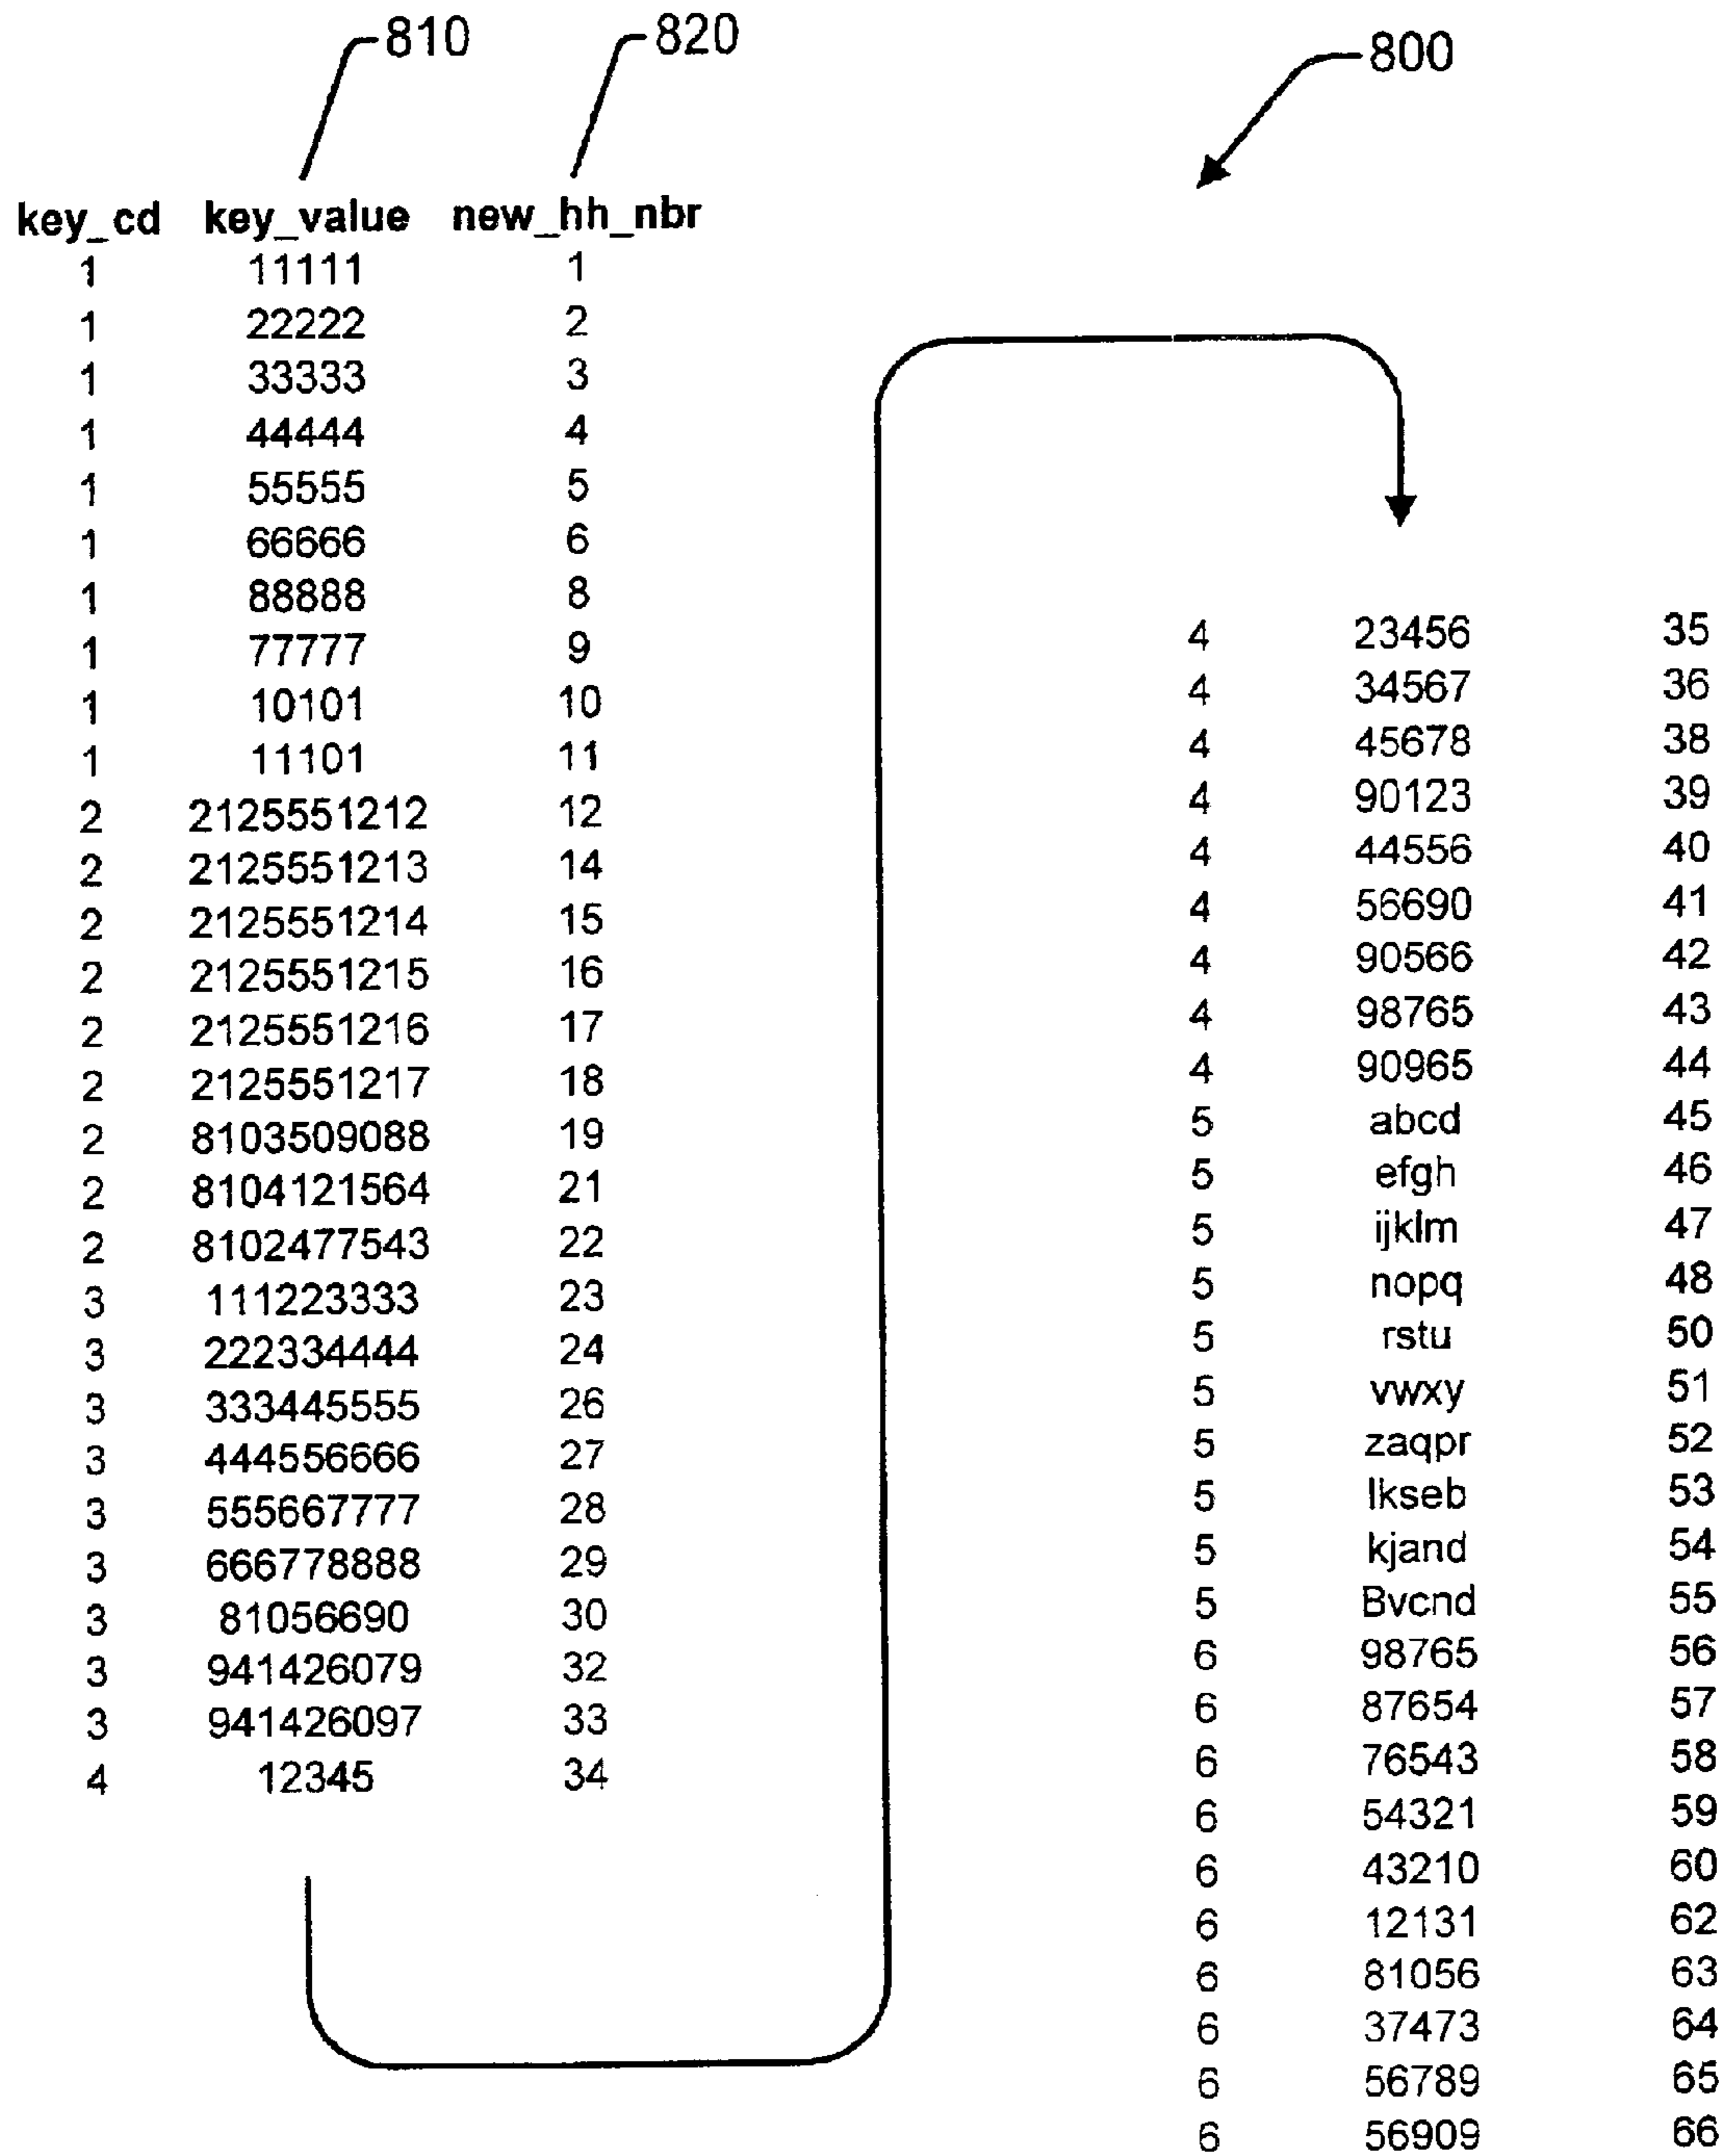 810 820 800
key_cd key_value new_hh_nbr
1 11111 1
1 22222 2
1 33333 3
1 44444 4
1 55555 5
1 66666 6
1 88888 8
1 77777 9
1 10101 10
1 11101 11
2 2125551212 12
2 2125551213 14
2 2125551214 15
2 2125551215 16
2 2125551216 17
2 2125551217 18
2 8103509088 19
2 8104121564 21
2 8102477543 22
3 111223333 23
3 222334444 24
3 333445555 26
3 444556666 27
3 555667777 28
3 666778888 29
3 81056690 30
3 941426079 32
3 941426097 33
4 12345 34
4 23456 35
4 34567 36
4 45678 38
4 90123 39
4 44556 40
4 56690 41
4 90566 42
4 98765 43
4 90965 44
5 abcd 45
5 efgh 46
5 ijklm 47
5 nopq 48
5 rstu 50
5 vwxy 51
5 zaqpr 52
5 lkseb 53
5 kjand 54
5 Bvcnd 55
6 98765 56
6 87654 57
6 76543 58
6 54321 59
6 43210 60
6 12131 62
6 81056 63
6 37473 64
6 56789 65
6 56909 66